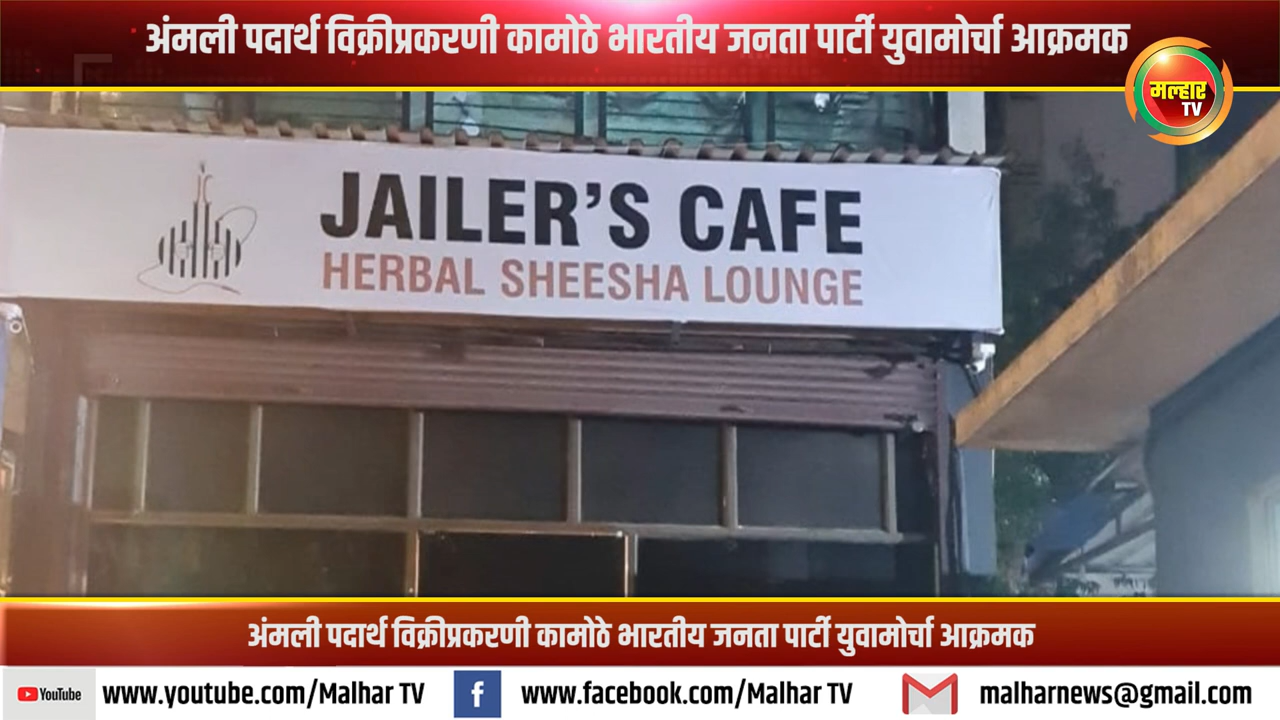 अंमली पदार्थ विक्रीप्रकरणी कामोठे भारतीय जनता पार्टी युवामोर्चा आक्रमक
मल्हार
TV
JC
JAILER'S CAFE
HERBAL SHEESHA LOUNGE
अंमली पदार्थ विक्रीप्रकरणी कामोठे भारतीय जनता पार्टी युवामोर्चा आक्रमक
YouTube www.youtube.com/Malhar TV f www.facebook.com/Malhar TV malharnews@gmail.com